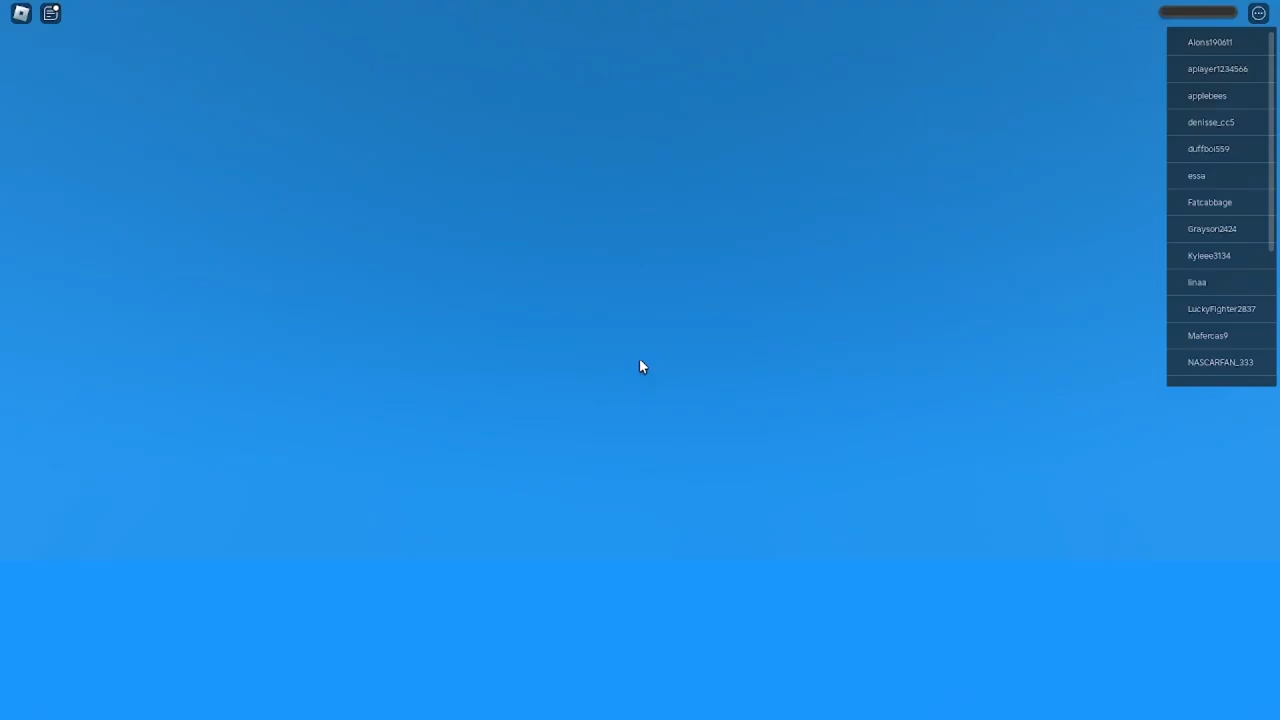 Alons190611
aplayer1234566
applebees
denisse_cc5
duffboi559
essa
Fatcabbage
Grayson2424
Kyleee3134
linaa
LuckyFighter2837
Mafercas9
NASCARFAN_333